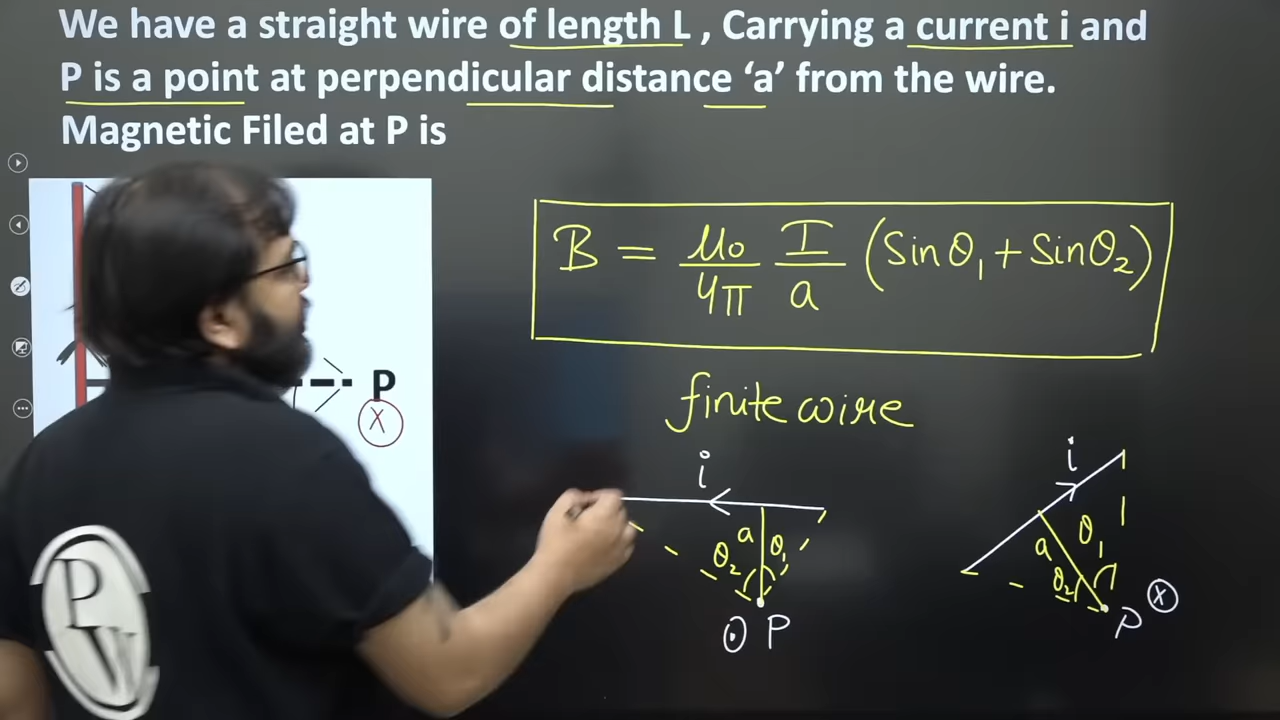 We have a straight wire of length L , Carrying a current i and
P is a point at perpendicular distance ‘a’ from the wire.
Magnetic Filed at P is
B = μ₀/4π I/a (Sinθ₁ + Sinθ₂)
finite wire
P
X
i
a
θ₁
θ₂
P
i
a
θ₁
θ₂
P
X
PW